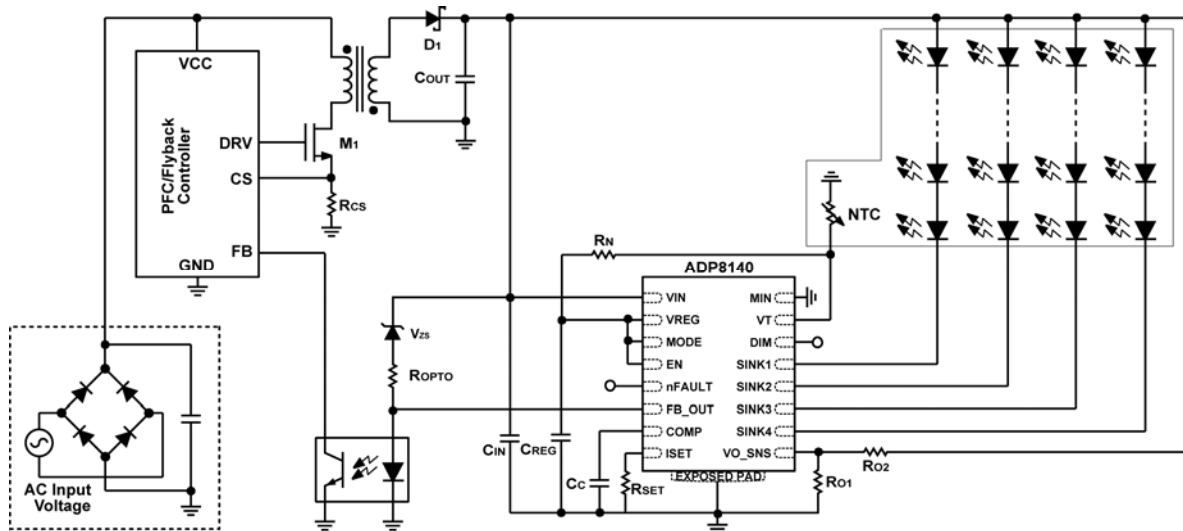 VCC
PFC/Flyback
Controller
DRV
CS
FB
GND
M1
RCS
D1
COUT
NTC
RN
ADP8140
VIN
VREG
MODE
EN
nFAULT
FB_OUT
COMP
ISET
MIN
VT
DIM
SINK1
SINK2
SINK3
SINK4
VO_SNS
EXPOSED PAD
VZS
ROPTO
CIN
CREG
CC
RSET
RO1
RO2
AC Input
Voltage